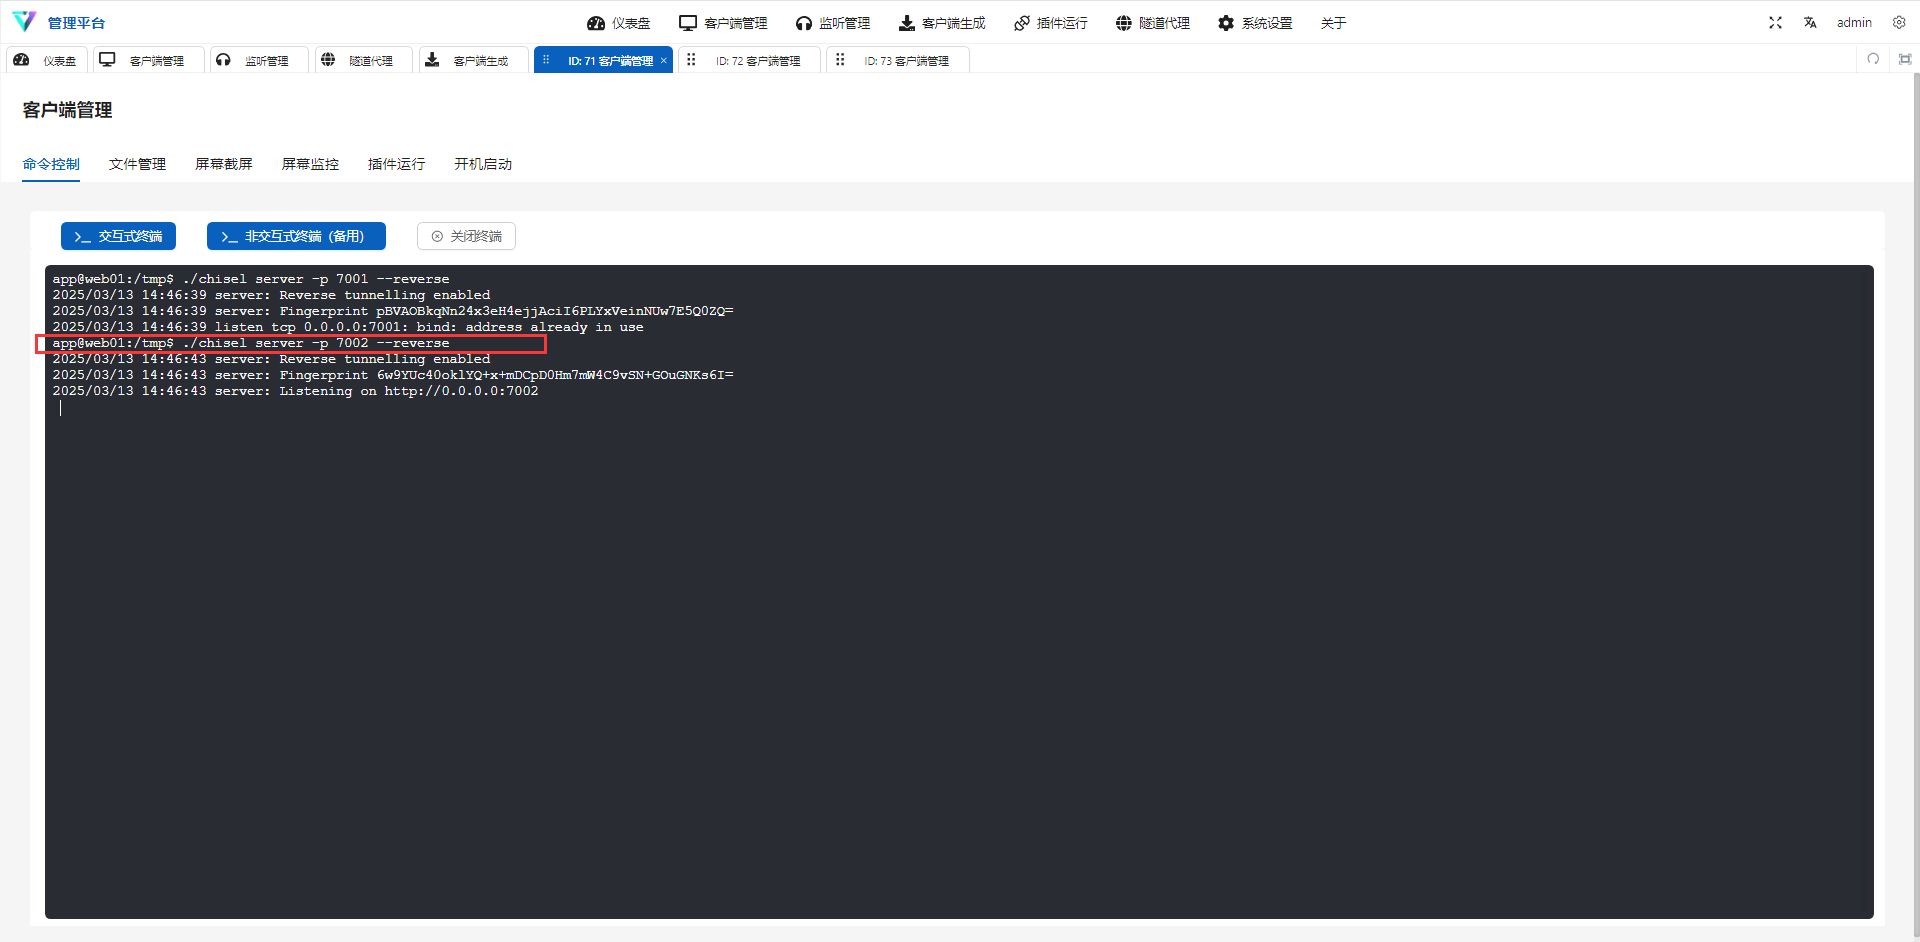 管理平台
仪表盘 客户端管理 监听管理 客户端生成 插件运行 隧道代理 系统设置 关于
admin
仪表盘 客户端管理 监听管理 隧道代理 客户端生成 ID: 71 客户端管理 × ID: 72 客户端管理 ID: 73 客户端管理
客户端管理
命令控制 文件管理 屏幕截屏 屏幕监控 插件运行 开机启动
>_ 交互式终端 >_ 非交互式终端（备用） 关闭终端
app@web01:/tmp$ ./chisel server -p 7001 --reverse
2025/03/13 14:46:39 server: Reverse tunnelling enabled
2025/03/13 14:46:39 server: Fingerprint pBVAOBkqNn24x3eH4ejjAciI6PLYxVeinNUw7E5Q0ZQ=
2025/03/13 14:46:39 listen tcp 0.0.0.0:7001: bind: address already in use
app@web01:/tmp$ ./chisel server -p 7002 --reverse
2025/03/13 14:46:43 server: Reverse tunnelling enabled
2025/03/13 14:46:43 server: Fingerprint 6w9YUc40oklYQ+x+mDCpD0Hm7mW4C9vSN+GOuGNKs6I=
2025/03/13 14:46:43 server: Listening on http://0.0.0.0:7002